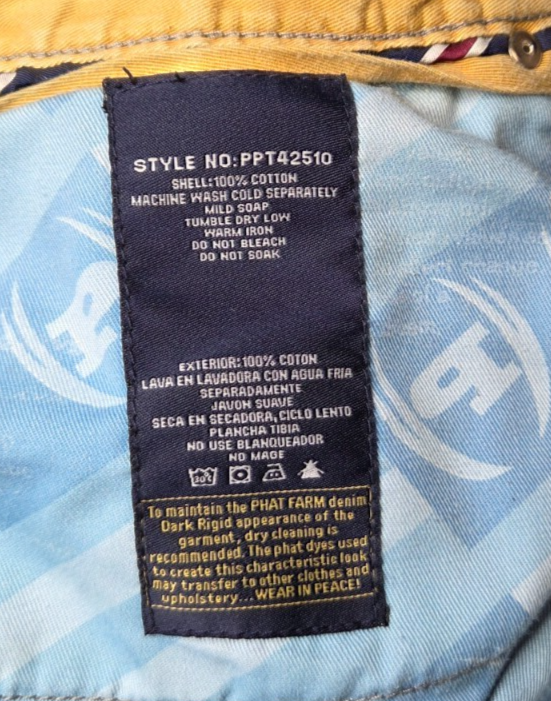 STYLE NO:PPT42510
SHELL:100% COTTON
MACHINE WASH COLD SEPARATELY
MILD SOAP
TUMBLE DRY LOW
WARM IRON
DO NOT BLEACH
DO NOT SOAK
EXTERIOR:100% COTON
LAVA EN LAVADORA CON AGUA FRIA
SEPARADAMENTE
JAVON SUAVE
SECA EN SECADORA, CICLO LENTO
PLANCHA TIBIA
NO USE BLANQUEADOR
NO MAGE
30C
To maintain the PHAT FARM denim
Dark Rigid appearance of the
garment, dry cleaning is
recommended. The phat dyes used
to create this characteristic look
may transfer to other clothes and
upholstery...WEAR IN PEACE!
P
P